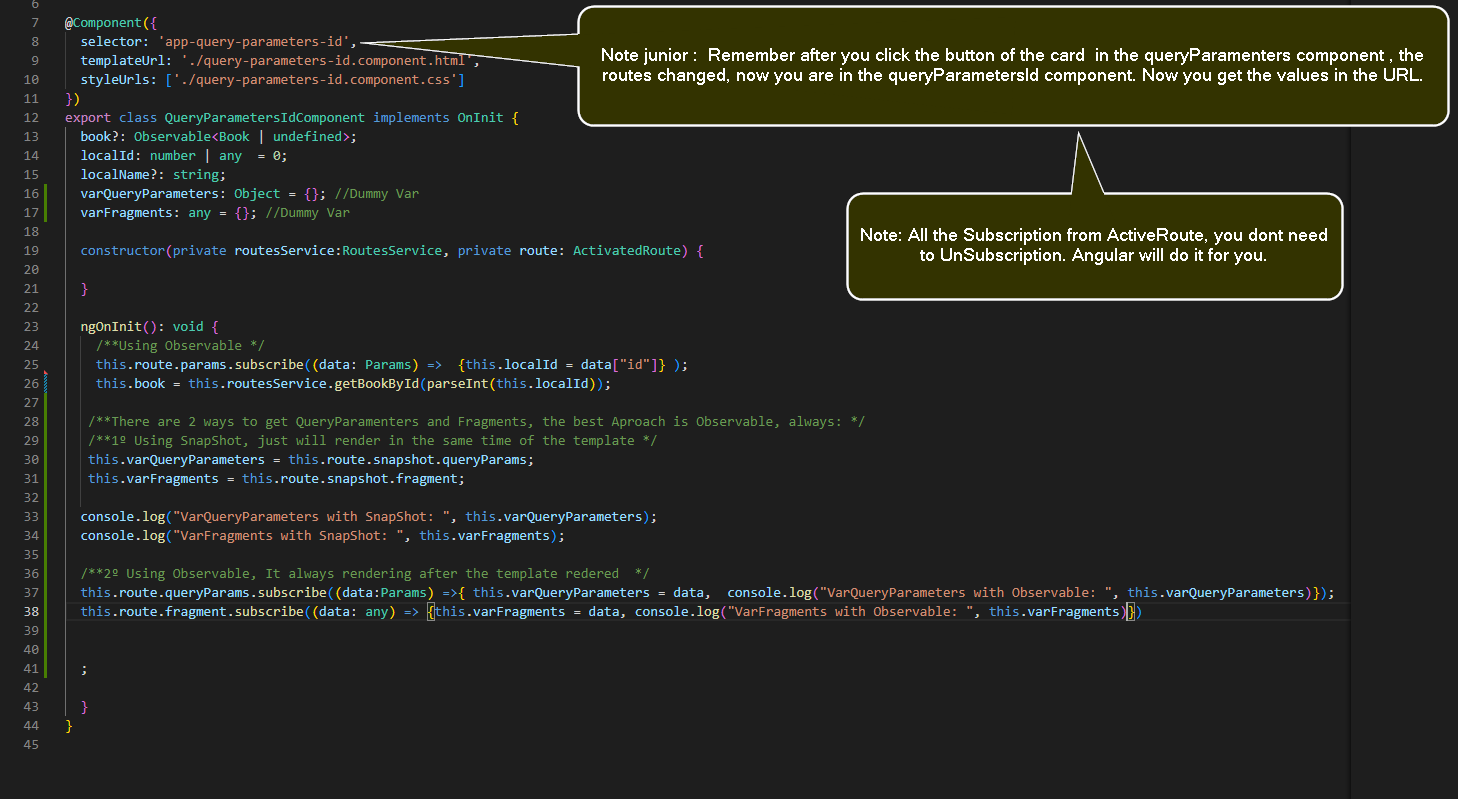 6
7 @Component({
8 selector: 'app-query-parameters-id',
9 templateUrl: './query-parameters-id.component.html',
10 styleUrls: ['./query-parameters-id.component.css']
11 })
12 export class QueryParametersIdComponent implements OnInit {
13 book?: Observable<Book | undefined>;
14 localId: number | any  = 0;
15 localName?: string;
16 varQueryParameters: Object = {}; //Dummy Var
17 varFragments: any = {}; //Dummy Var
18
19 constructor(private routesService:RoutesService, private route: ActivatedRoute) {
20
21 }
22
23 ngOnInit(): void {
24 /**Using Observable */
25 this.route.params.subscribe((data: Params) =>  {this.localId = data["id"]} );
26 this.book = this.routesService.getBookById(parseInt(this.localId));
27
28 /**There are 2 ways to get QueryParamenters and Fragments, the best Aproach is Observable, always: */
29 /**1º Using SnapShot, just will render in the same time of the template */
30 this.varQueryParameters = this.route.snapshot.queryParams;
31 this.varFragments = this.route.snapshot.fragment;
32
33 console.log("VarQueryParameters with SnapShot: ", this.varQueryParameters);
34 console.log("VarFragments with SnapShot: ", this.varFragments);
35
36 /**2º Using Observable, It always rendering after the template redered  */
37 this.route.queryParams.subscribe((data:Params) =>{ this.varQueryParameters = data,  console.log("VarQueryParameters with Observable: ", this.varQueryParameters)});
38 this.route.fragment.subscribe((data: any) => {this.varFragments = data, console.log("VarFragments with Observable: ", this.varFragments)})
39
40
41 ;
42
43 }
44 }
45
Note junior :  Remember after you click the button of the card  in the queryParamenters component , the
routes changed, now you are in the queryParametersId component. Now you get the values in the URL.
Note: All the Subscription from ActiveRoute, you dont need
to UnSubscription. Angular will do it for you.